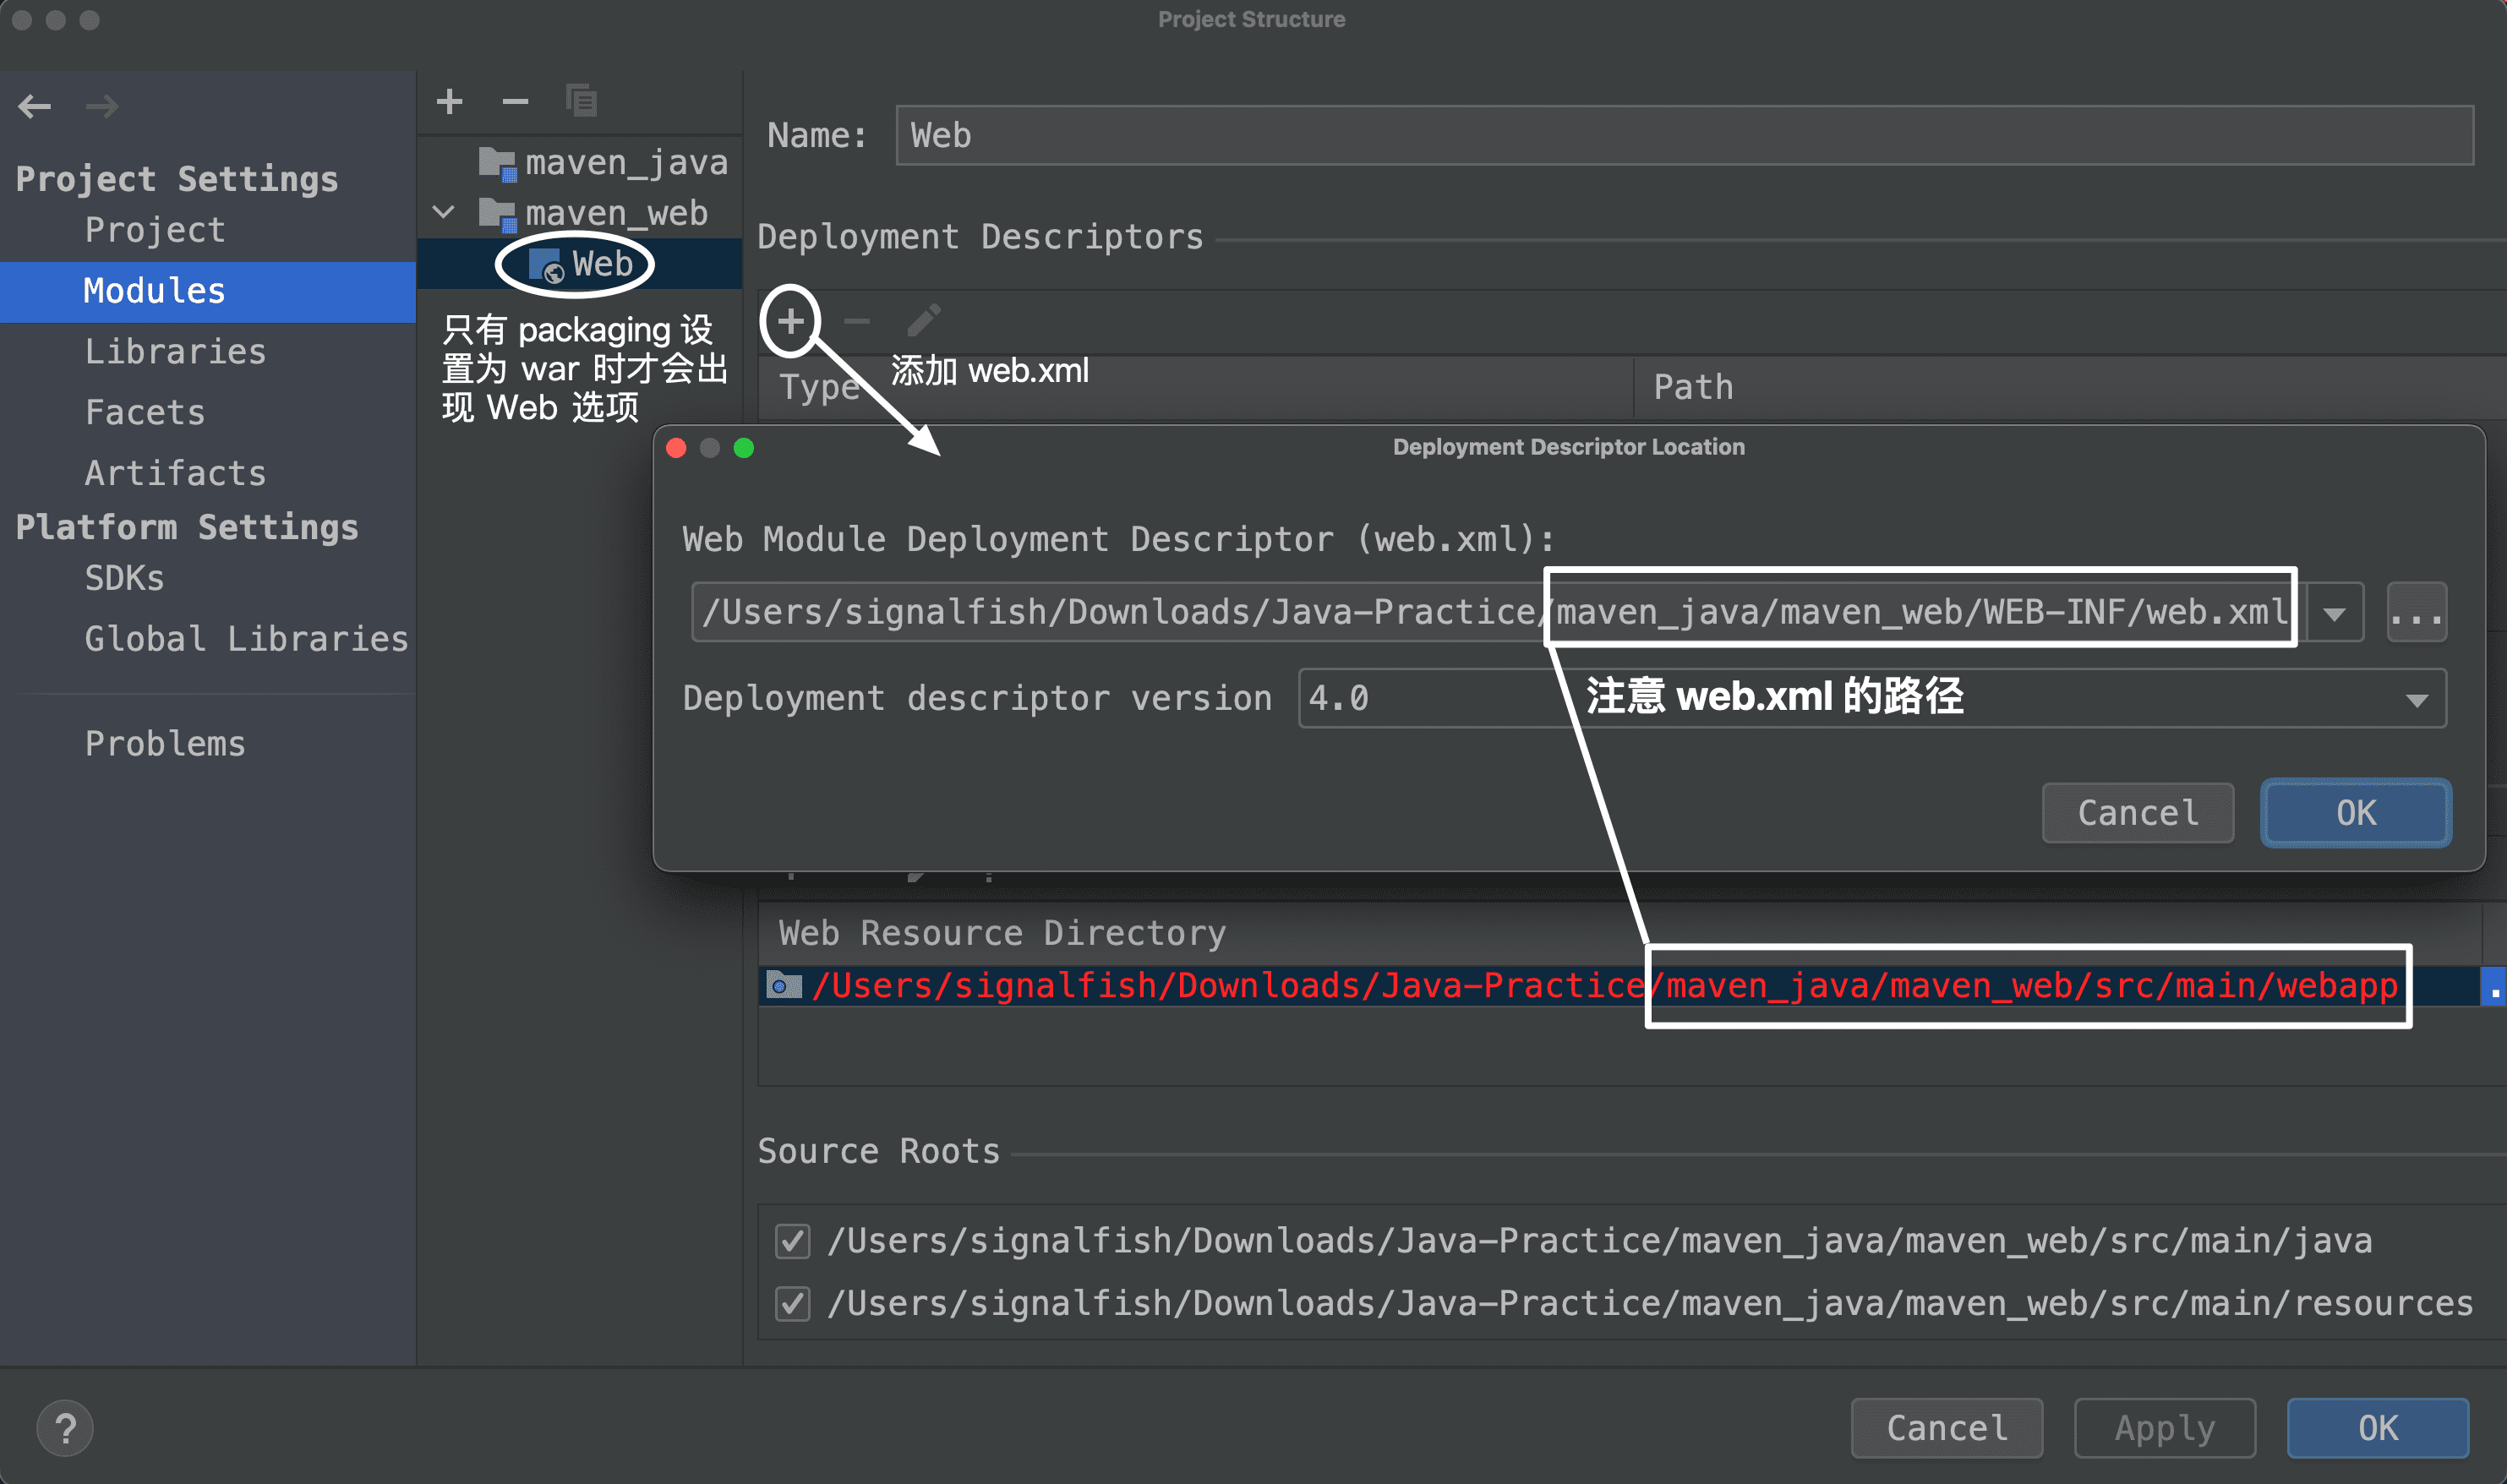 Project Structure
Project Settings
Project
Modules
Libraries
Facets
Artifacts
Platform Settings
SDKs
Global Libraries
Problems
maven_java
maven_web
Web
只有 packaging 设
置为 war 时才会出
现 Web 选项
Name: Web
Deployment Descriptors
添加 web.xml
Type Path
Deployment Descriptor Location
Web Module Deployment Descriptor (web.xml):
/Users/signalfish/Downloads/Java-Practice/maven_java/maven_web/WEB-INF/web.xml ...
Deployment descriptor version 4.0
注意 web.xml 的路径
Cancel OK
Web Resource Directory
/Users/signalfish/Downloads/Java-Practice/maven_java/maven_web/src/main/webapp
Source Roots
/Users/signalfish/Downloads/Java-Practice/maven_java/maven_web/src/main/java
/Users/signalfish/Downloads/Java-Practice/maven_java/maven_web/src/main/resources
? Cancel Apply OK